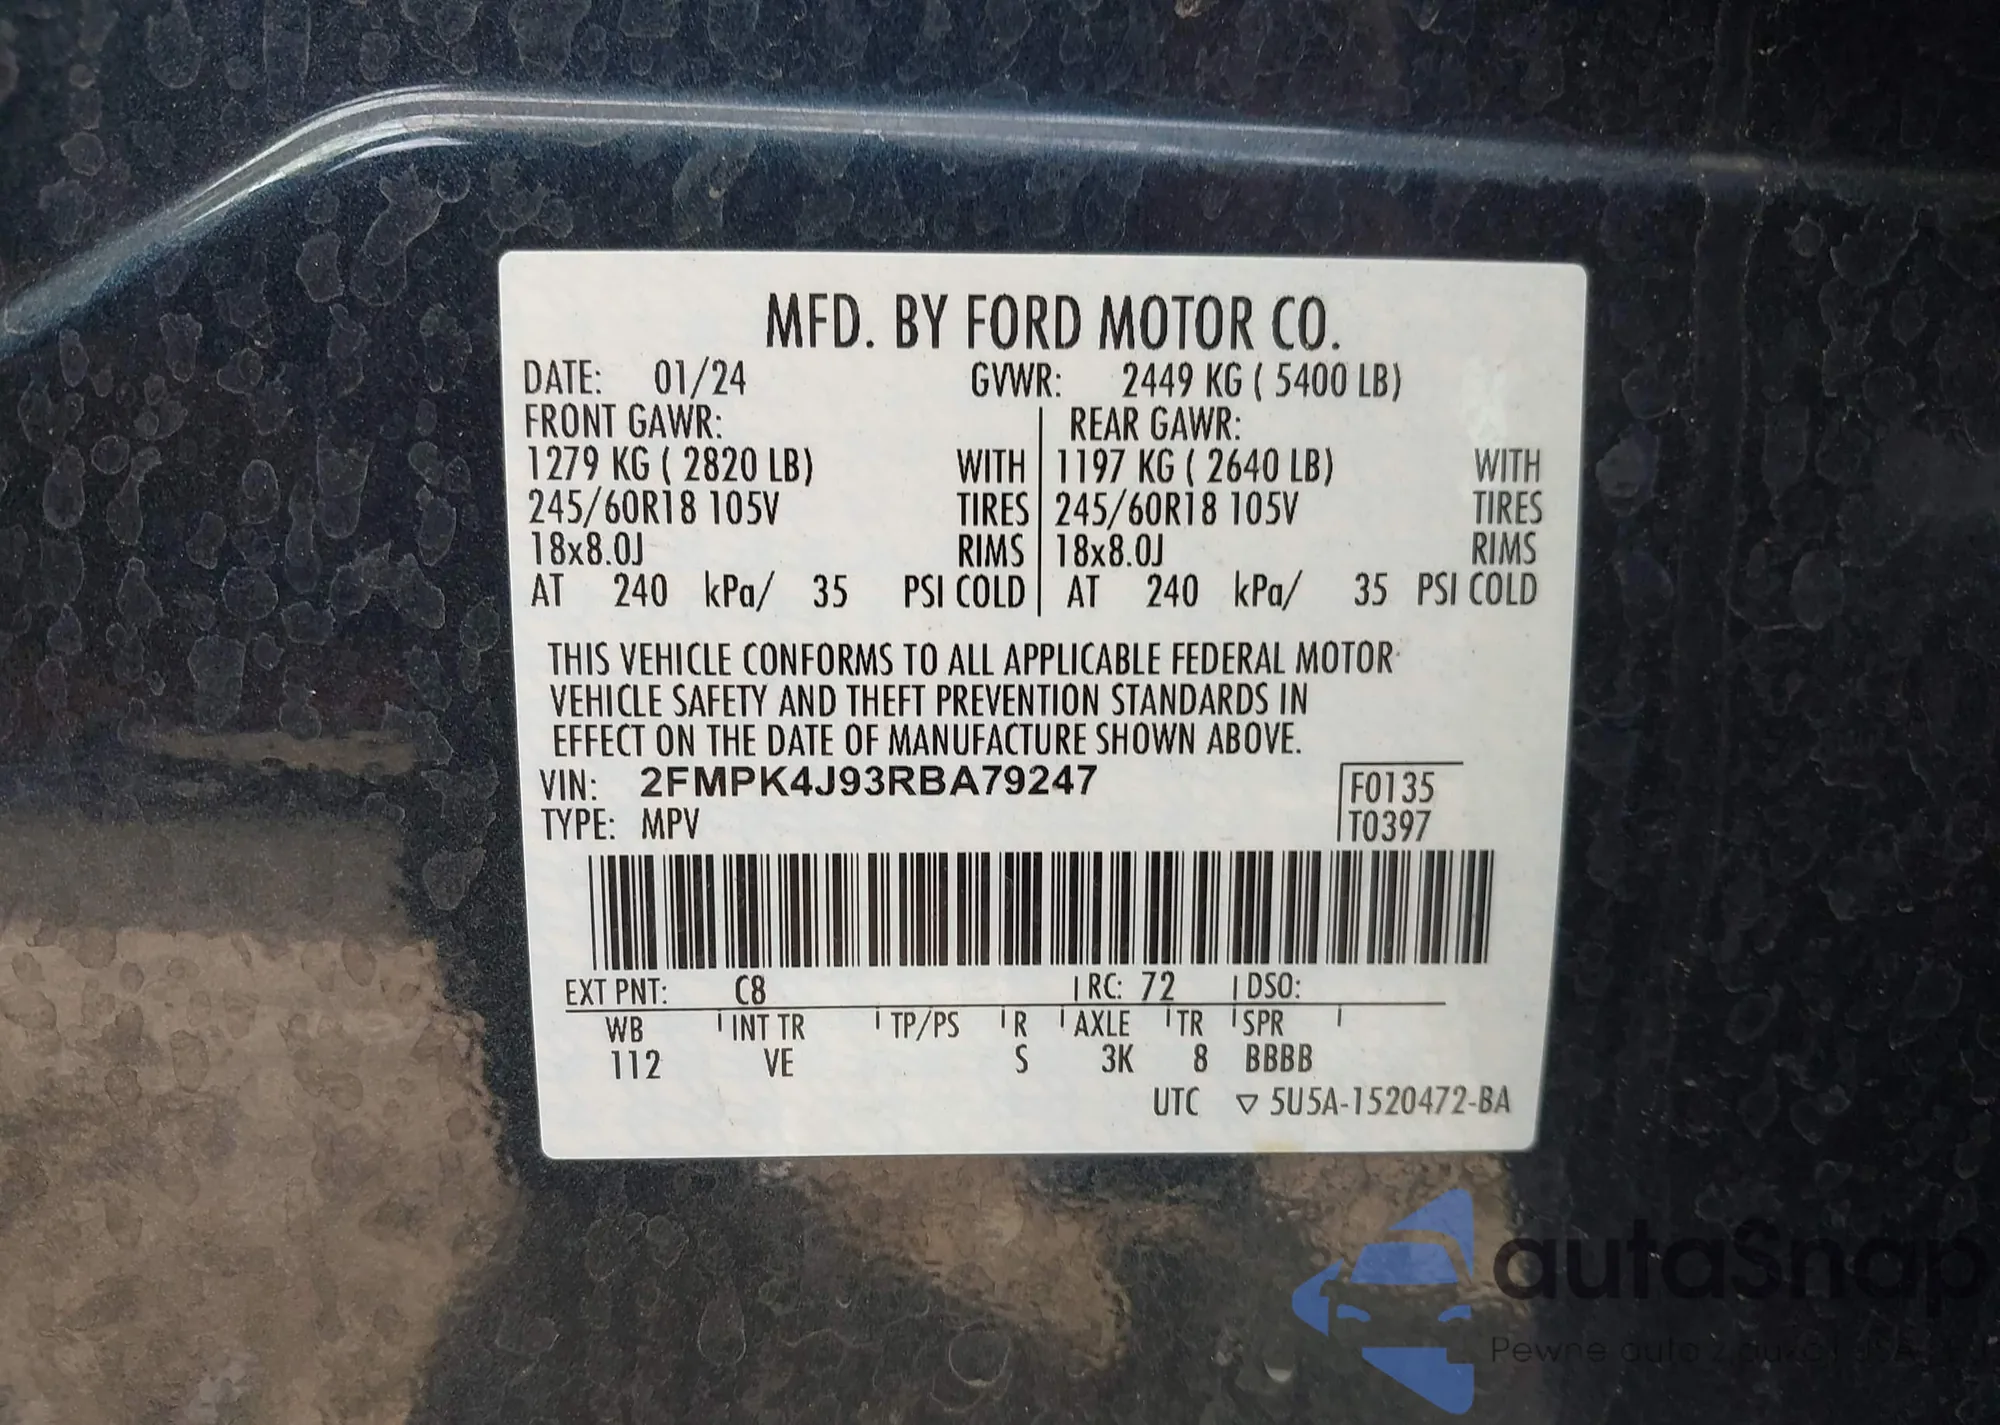 MFD. BY FORD MOTOR CO.
DATE: 01/24 GVWR: 2449 KG ( 5400 LB)
FRONT GAWR: REAR GAWR:
1279 KG ( 2820 LB) WITH 1197 KG ( 2640 LB) WITH
245/60R18 105V TIRES 245/60R18 105V TIRES
18x8.0J RIMS 18x8.0J RIMS
AT 240 kPa/ 35 PSI COLD AT 240 kPa/ 35 PSI COLD
THIS VEHICLE CONFORMS TO ALL APPLICABLE FEDERAL MOTOR
VEHICLE SAFETY AND THEFT PREVENTION STANDARDS IN
EFFECT ON THE DATE OF MANUFACTURE SHOWN ABOVE.
VIN: 2FMPK4J93RBA79247 F0135
TYPE: MPV T0397
EXT PNT: C8 RC: 72 DSO:
WB INT TR TP/PS R AXLE TR SPR
112 VE S 3K 8 BBBB
UTC ▽ 5U5A-1520472-BA
autaSnap
Pewne auto z